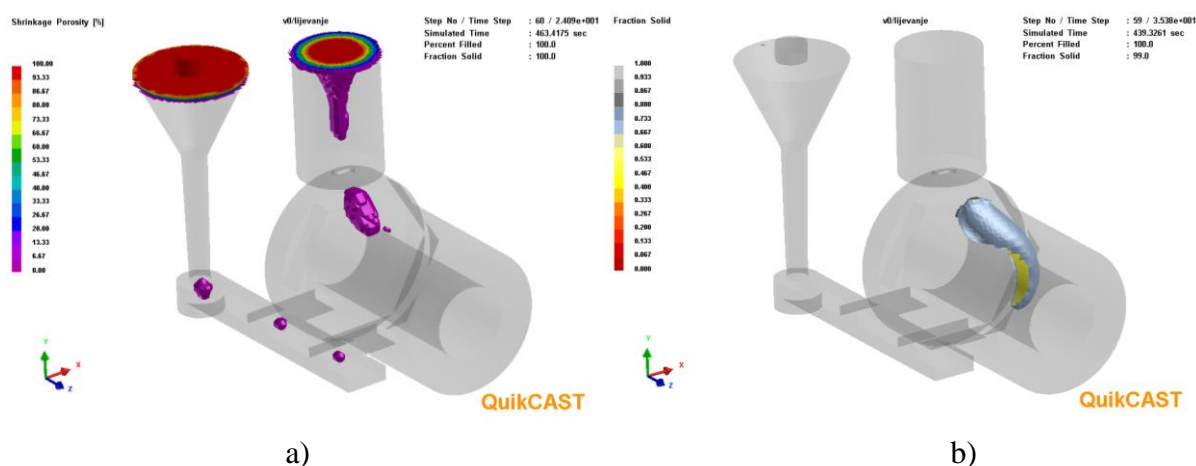 Shrinkage Porosity [%]
v0/lijevanje
Step No / Time Step : 60 / 2.409e+001
Simulated Time : 463.4175 sec
Percent Filled : 100.0
Fraction Solid : 100.0
100.00
93.33
86.67
80.00
73.33
66.67
60.00
53.33
46.67
40.00
33.33
26.67
20.00
13.33
6.67
0.00
Y
X
Z
QuikCAST
a)
Fraction Solid
v0/lijevanje
Step No / Time Step : 59 / 3.538e+001
Simulated Time : 439.3261 sec
Percent Filled : 100.0
Fraction Solid : 99.0
1.000
0.933
0.867
0.800
0.733
0.667
0.600
0.533
0.467
0.400
0.333
0.267
0.200
0.133
0.067
0.000
Y
X
Z
QuikCAST
b)